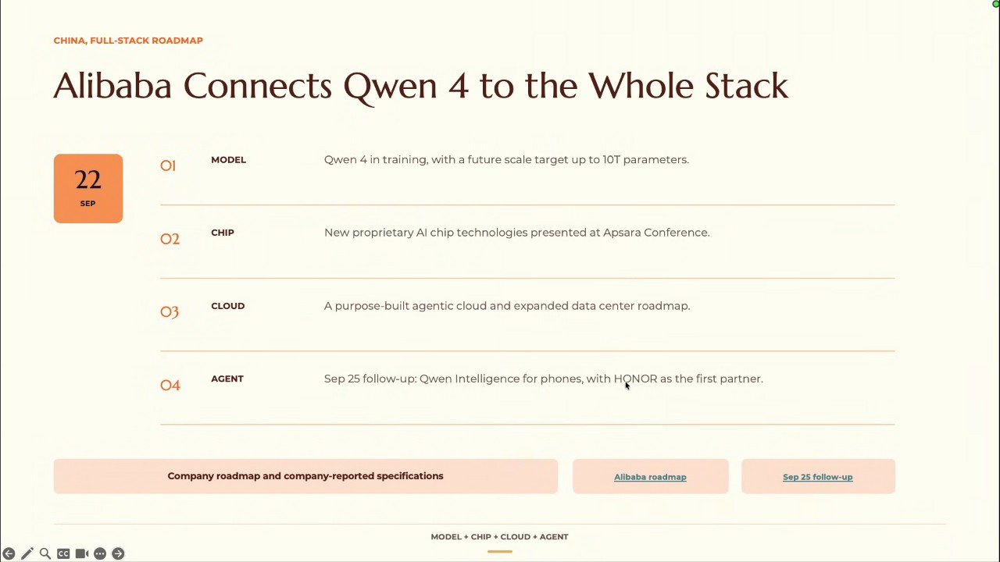 CHINA, FULL-STACK ROADMAP
Alibaba Connects Qwen 4 to the Whole Stack
22
SEP
01
MODEL
Qwen 4 in training, with a future scale target up to 10T parameters.
02
CHIP
New proprietary AI chip technologies presented at Apsara Conference.
03
CLOUD
A purpose-built agentic cloud and expanded data center roadmap.
04
AGENT
Sep 25 follow-up: Qwen Intelligence for phones, with HONOR as the first partner.
Company roadmap and company-reported specifications
Alibaba roadmap
Sep 25 follow-up
MODEL + CHIP + CLOUD + AGENT
CC